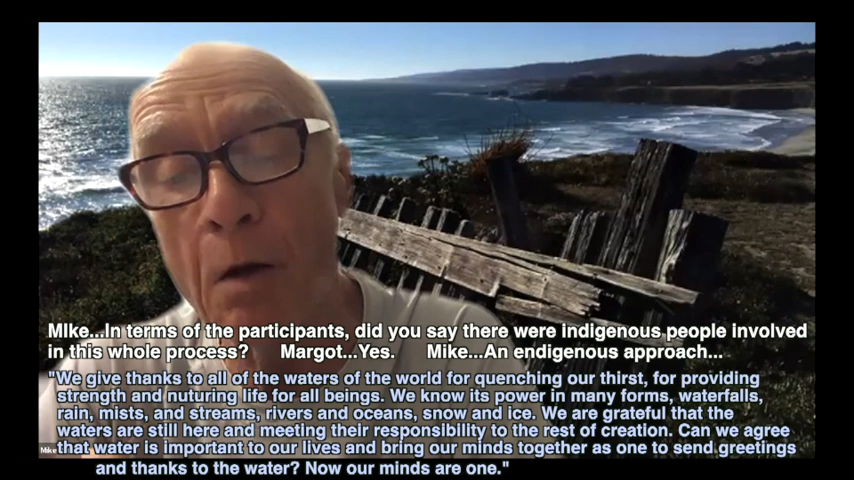 MIke...In terms of the participants, did you say there were indigenous people involved
in this whole process? Margot...Yes. Mike...An endigenous approach...
"We give thanks to all of the waters of the world for quenching our thirst, for providing
strength and nuturing life for all beings. We know its power in many forms, waterfalls,
rain, mists, and streams, rivers and oceans, snow and ice. We are grateful that the
waters are still here and meeting their responsibility to the rest of creation. Can we agree
Mike
that water is important to our lives and bring our minds together as one to send greetings
and thanks to the water? Now our minds are one."